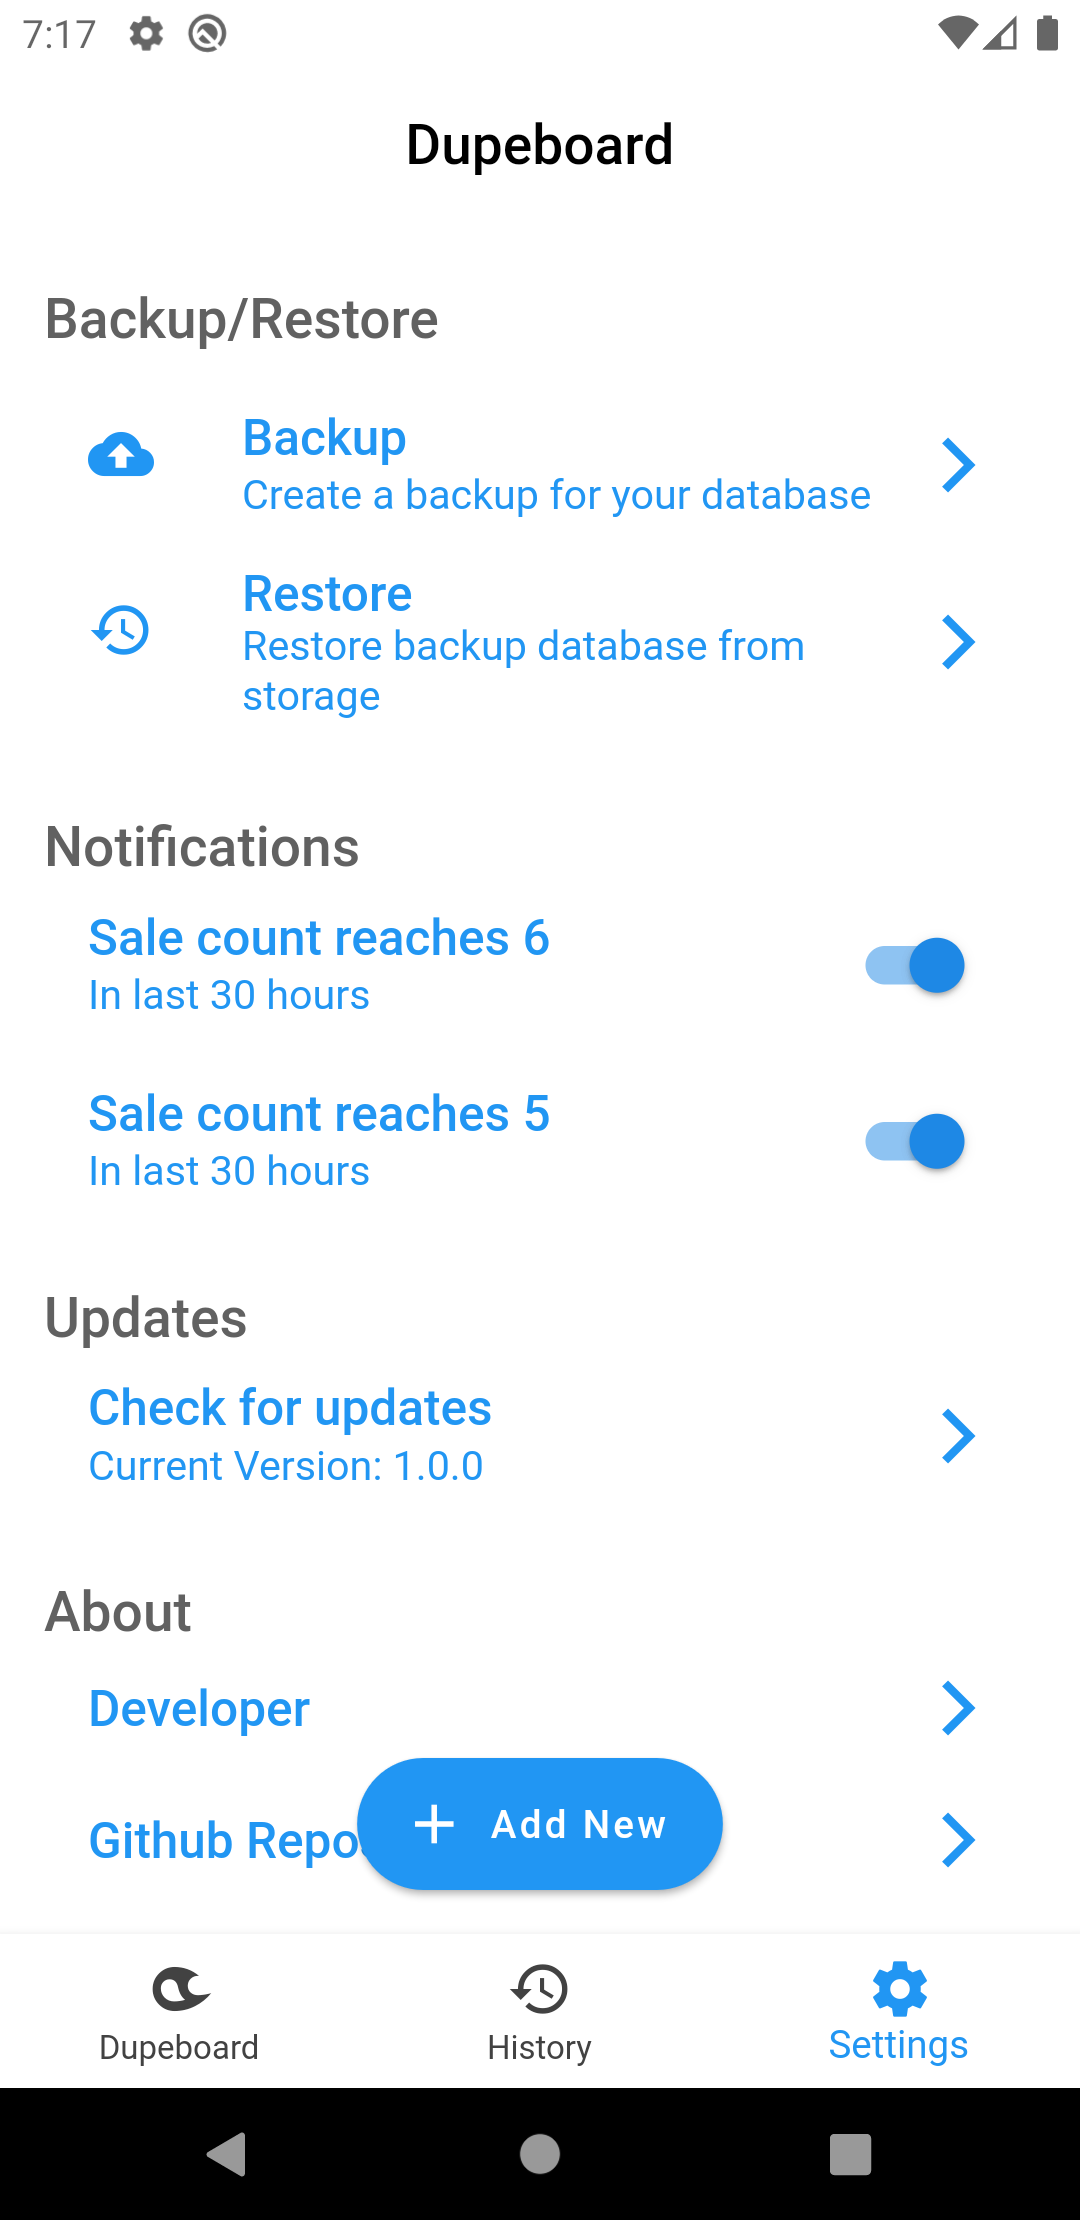 7:17
Dupeboard
Backup/Restore
Backup
Create a backup for your database
Restore
Restore backup database from
storage
Notifications
Sale count reaches 6
In last 30 hours
Sale count reaches 5
In last 30 hours
Updates
Check for updates
Current Version: 1.0.0
About
Developer
Github Repo
Add New
Dupeboard
History
Settings